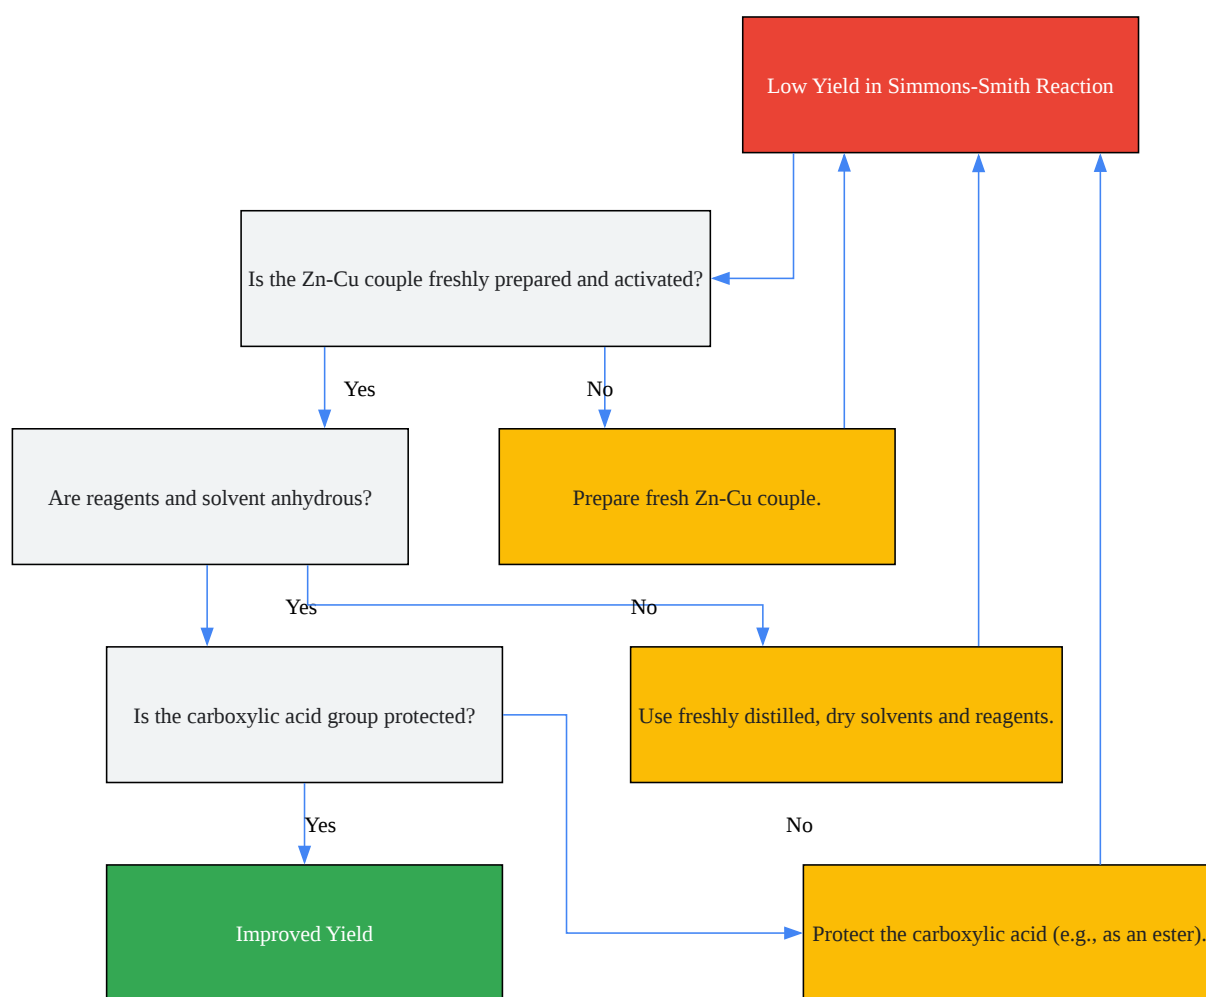 Low Yield in Simmons-Smith Reaction
Is the Zn-Cu couple freshly prepared and activated?
Yes
No
Are reagents and solvent anhydrous?
Prepare fresh Zn-Cu couple.
Yes
No
Is the carboxylic acid group protected?
Use freshly distilled, dry solvents and reagents.
Yes
No
Improved Yield
Protect the carboxylic acid (e.g., as an ester).